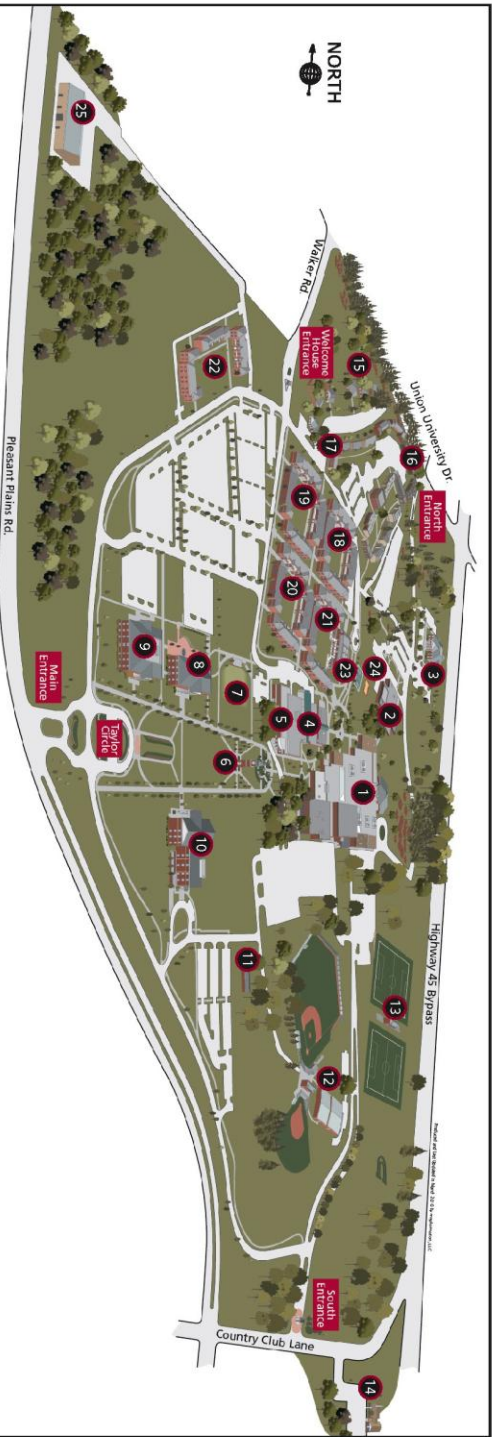 NORTH
Walker Rd
Welcome
House
Entrance
Union University Dr.
North
Entrance
Highway 45 Bypass
Pleasant Plains Rd.
Main
Entrance
Taylor
Circle
South
Entrance
Country Club Lane
1
2
3
4
5
6
7
8
9
10
11
12
13
14
15
16
17
18
19
20
21
22
23
24
25